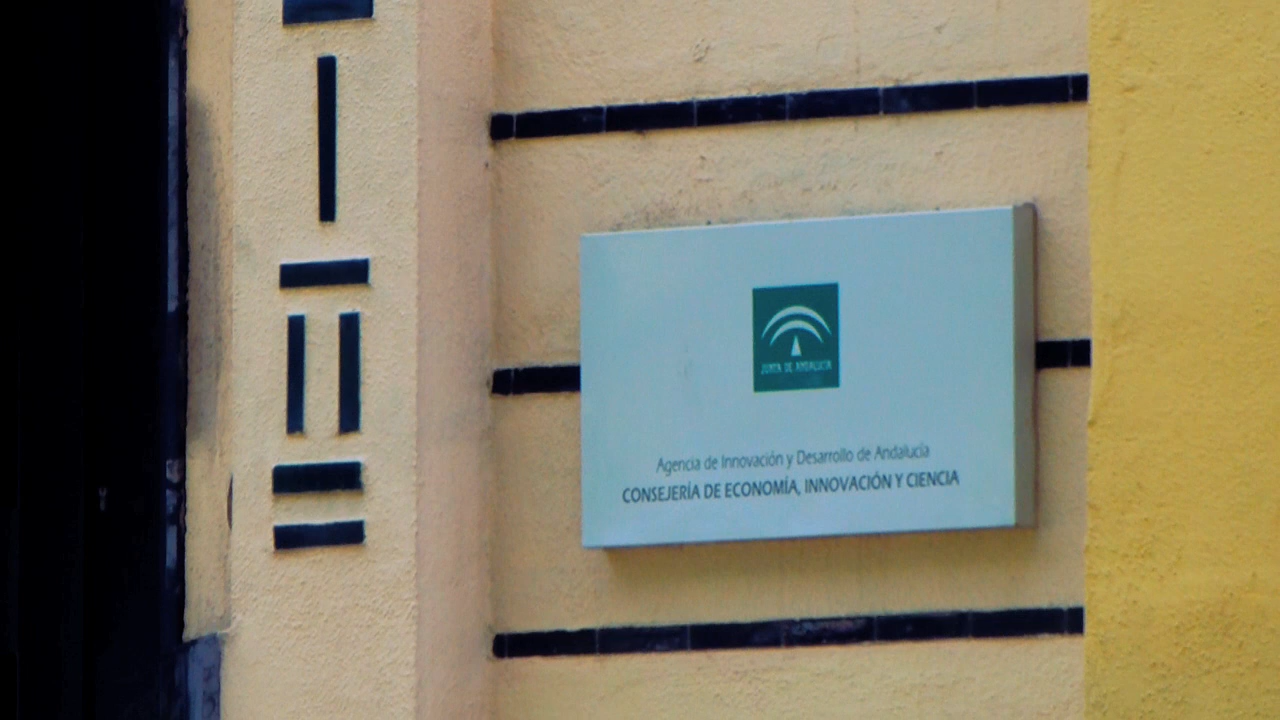 JUNTA DE ANDALUCIA
Agencia de Innovación y Desarrollo de Andalucía
CONSEJERÍA DE ECONOMÍA, INNOVACIÓN Y CIENCIA